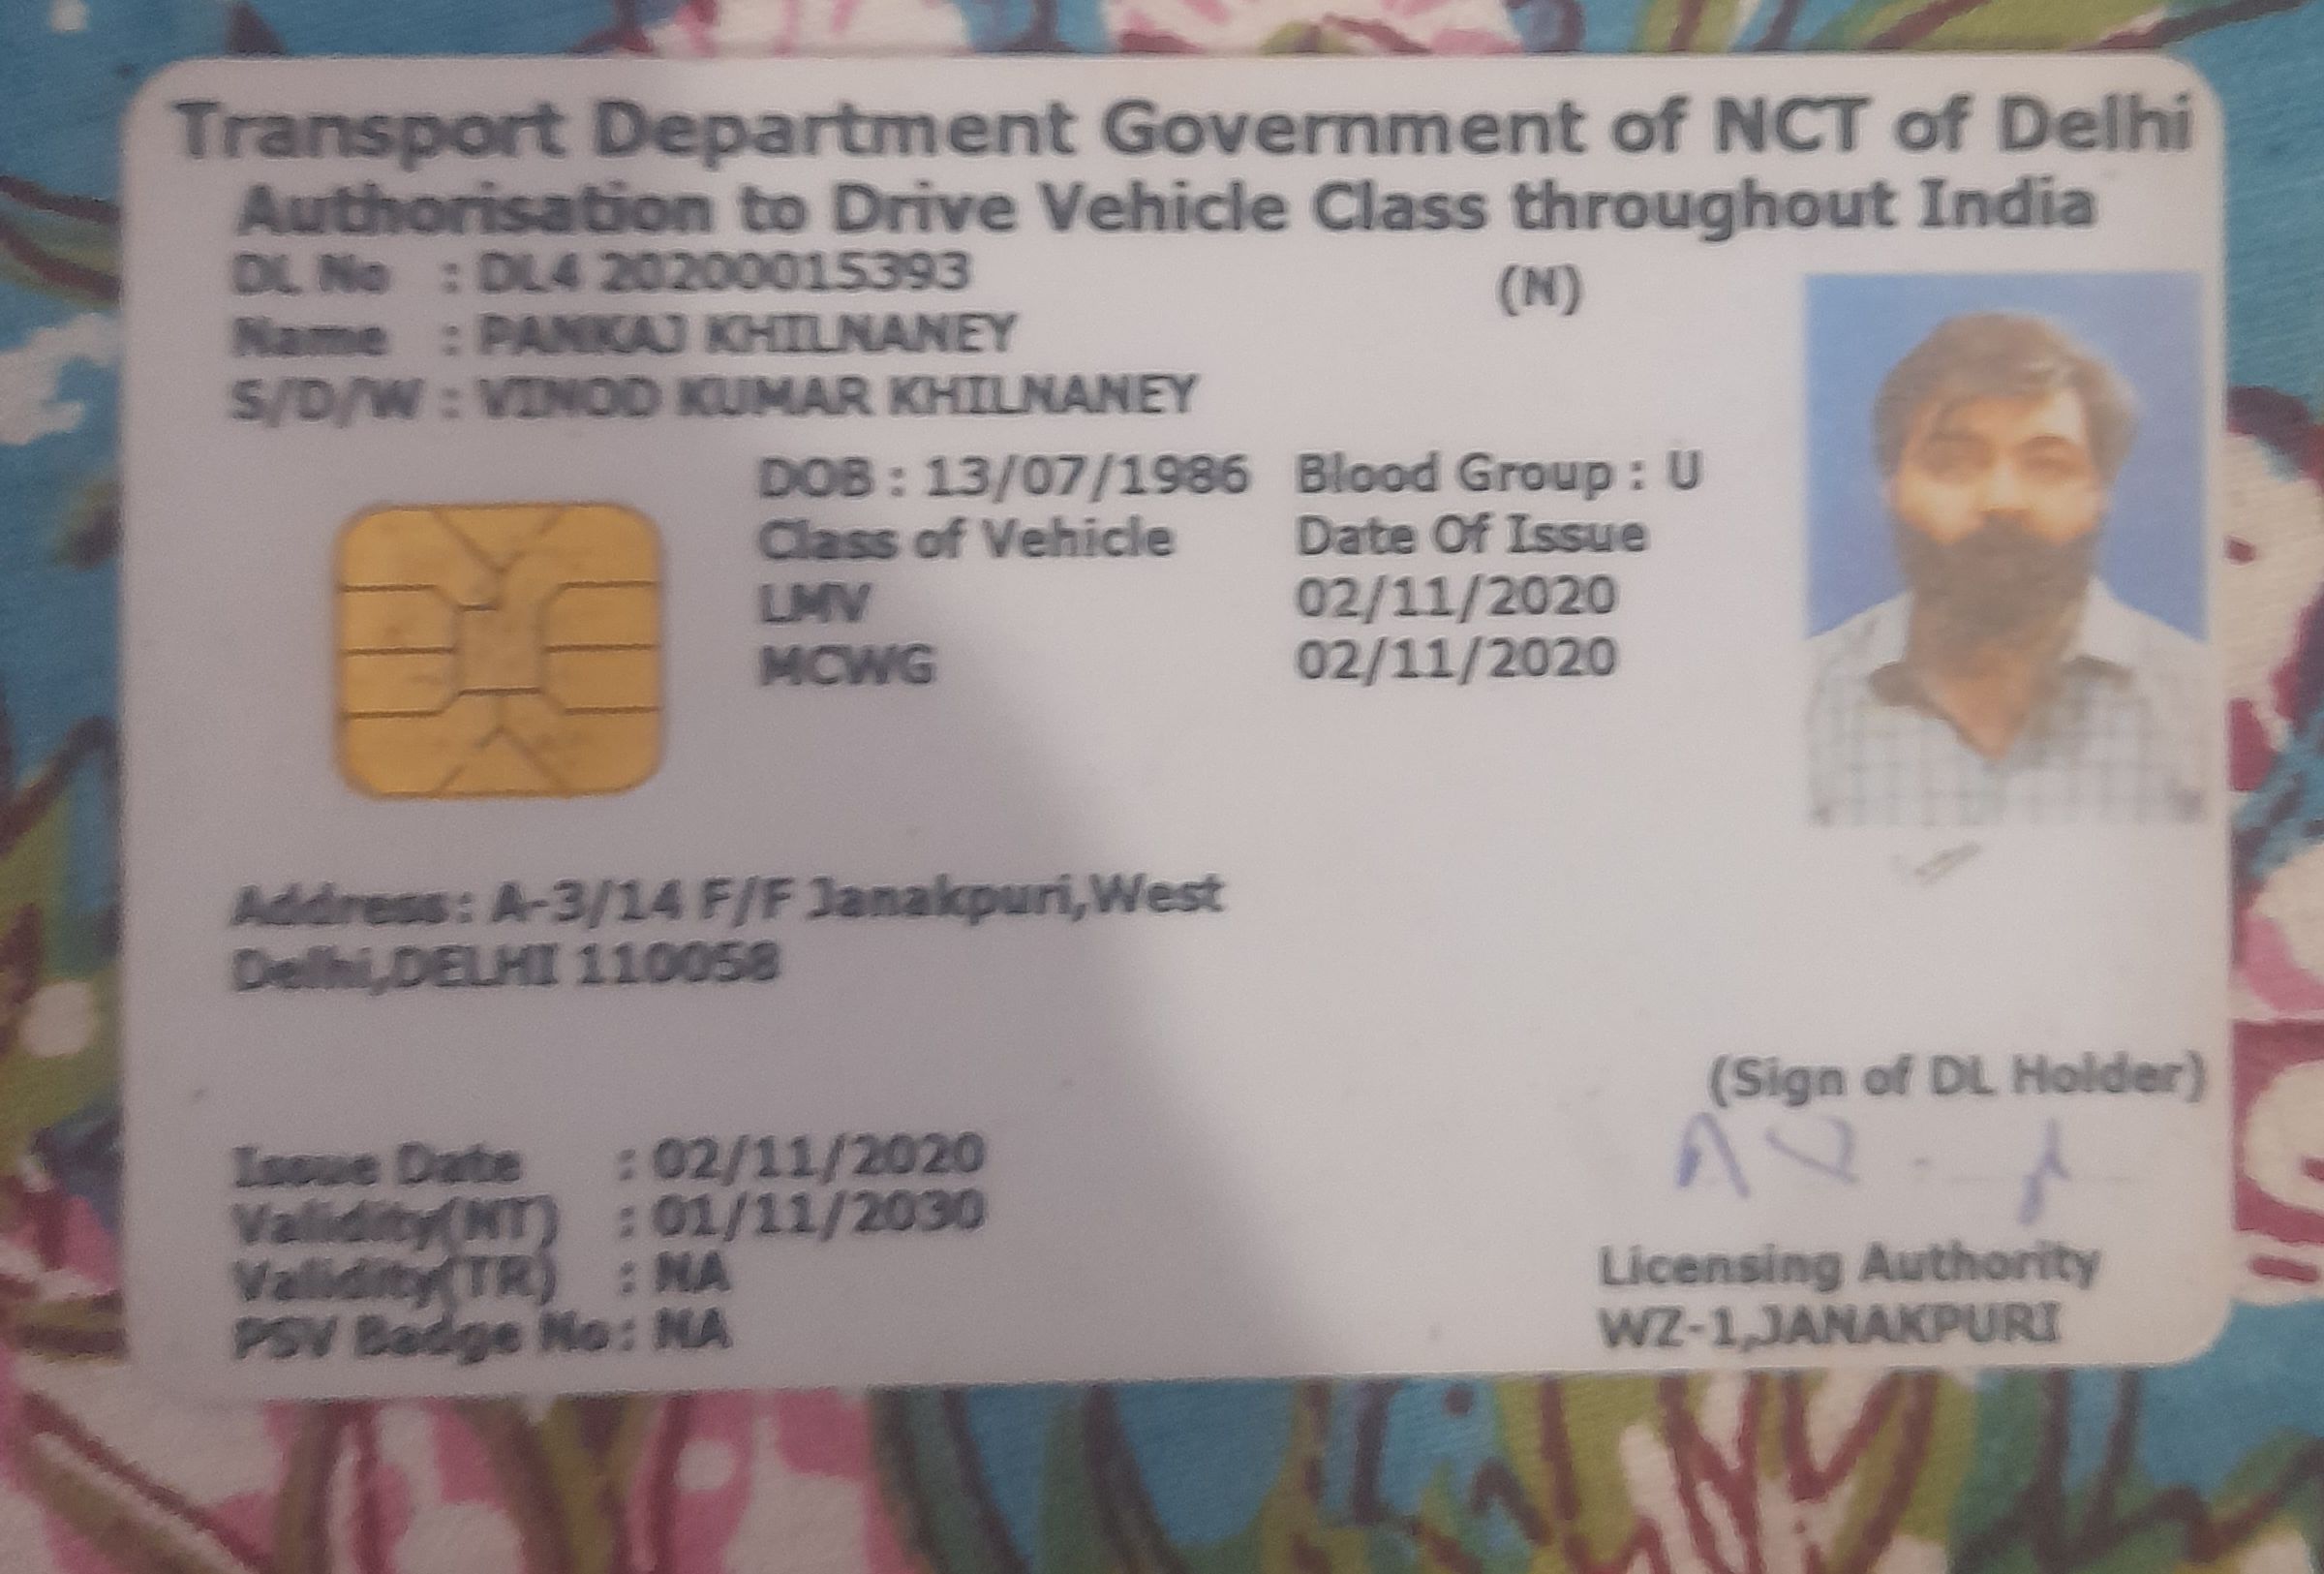 Transport Department Government of NCT of Delhi
Authorisation to Drive Vehicle Class throughout India
DL No : DL4 20200015393 (N)
Name : PANKAJ KHILNANEY
S/D/W : VINOD KUMAR KHILNANEY
DOB : 13/07/1986 Blood Group : U
Class of Vehicle Date Of Issue
LMV 02/11/2020
MCWG 02/11/2020
Address: A-3/14 F/F Janakpuri,West
Delhi,DELHI 110058
(Sign of DL Holder)
Issue Date : 02/11/2020
Validity(NT) : 01/11/2030
Validity(TR) : NA
PSV Badge No: NA
Licensing Authority
WZ-1,JANAKPURI